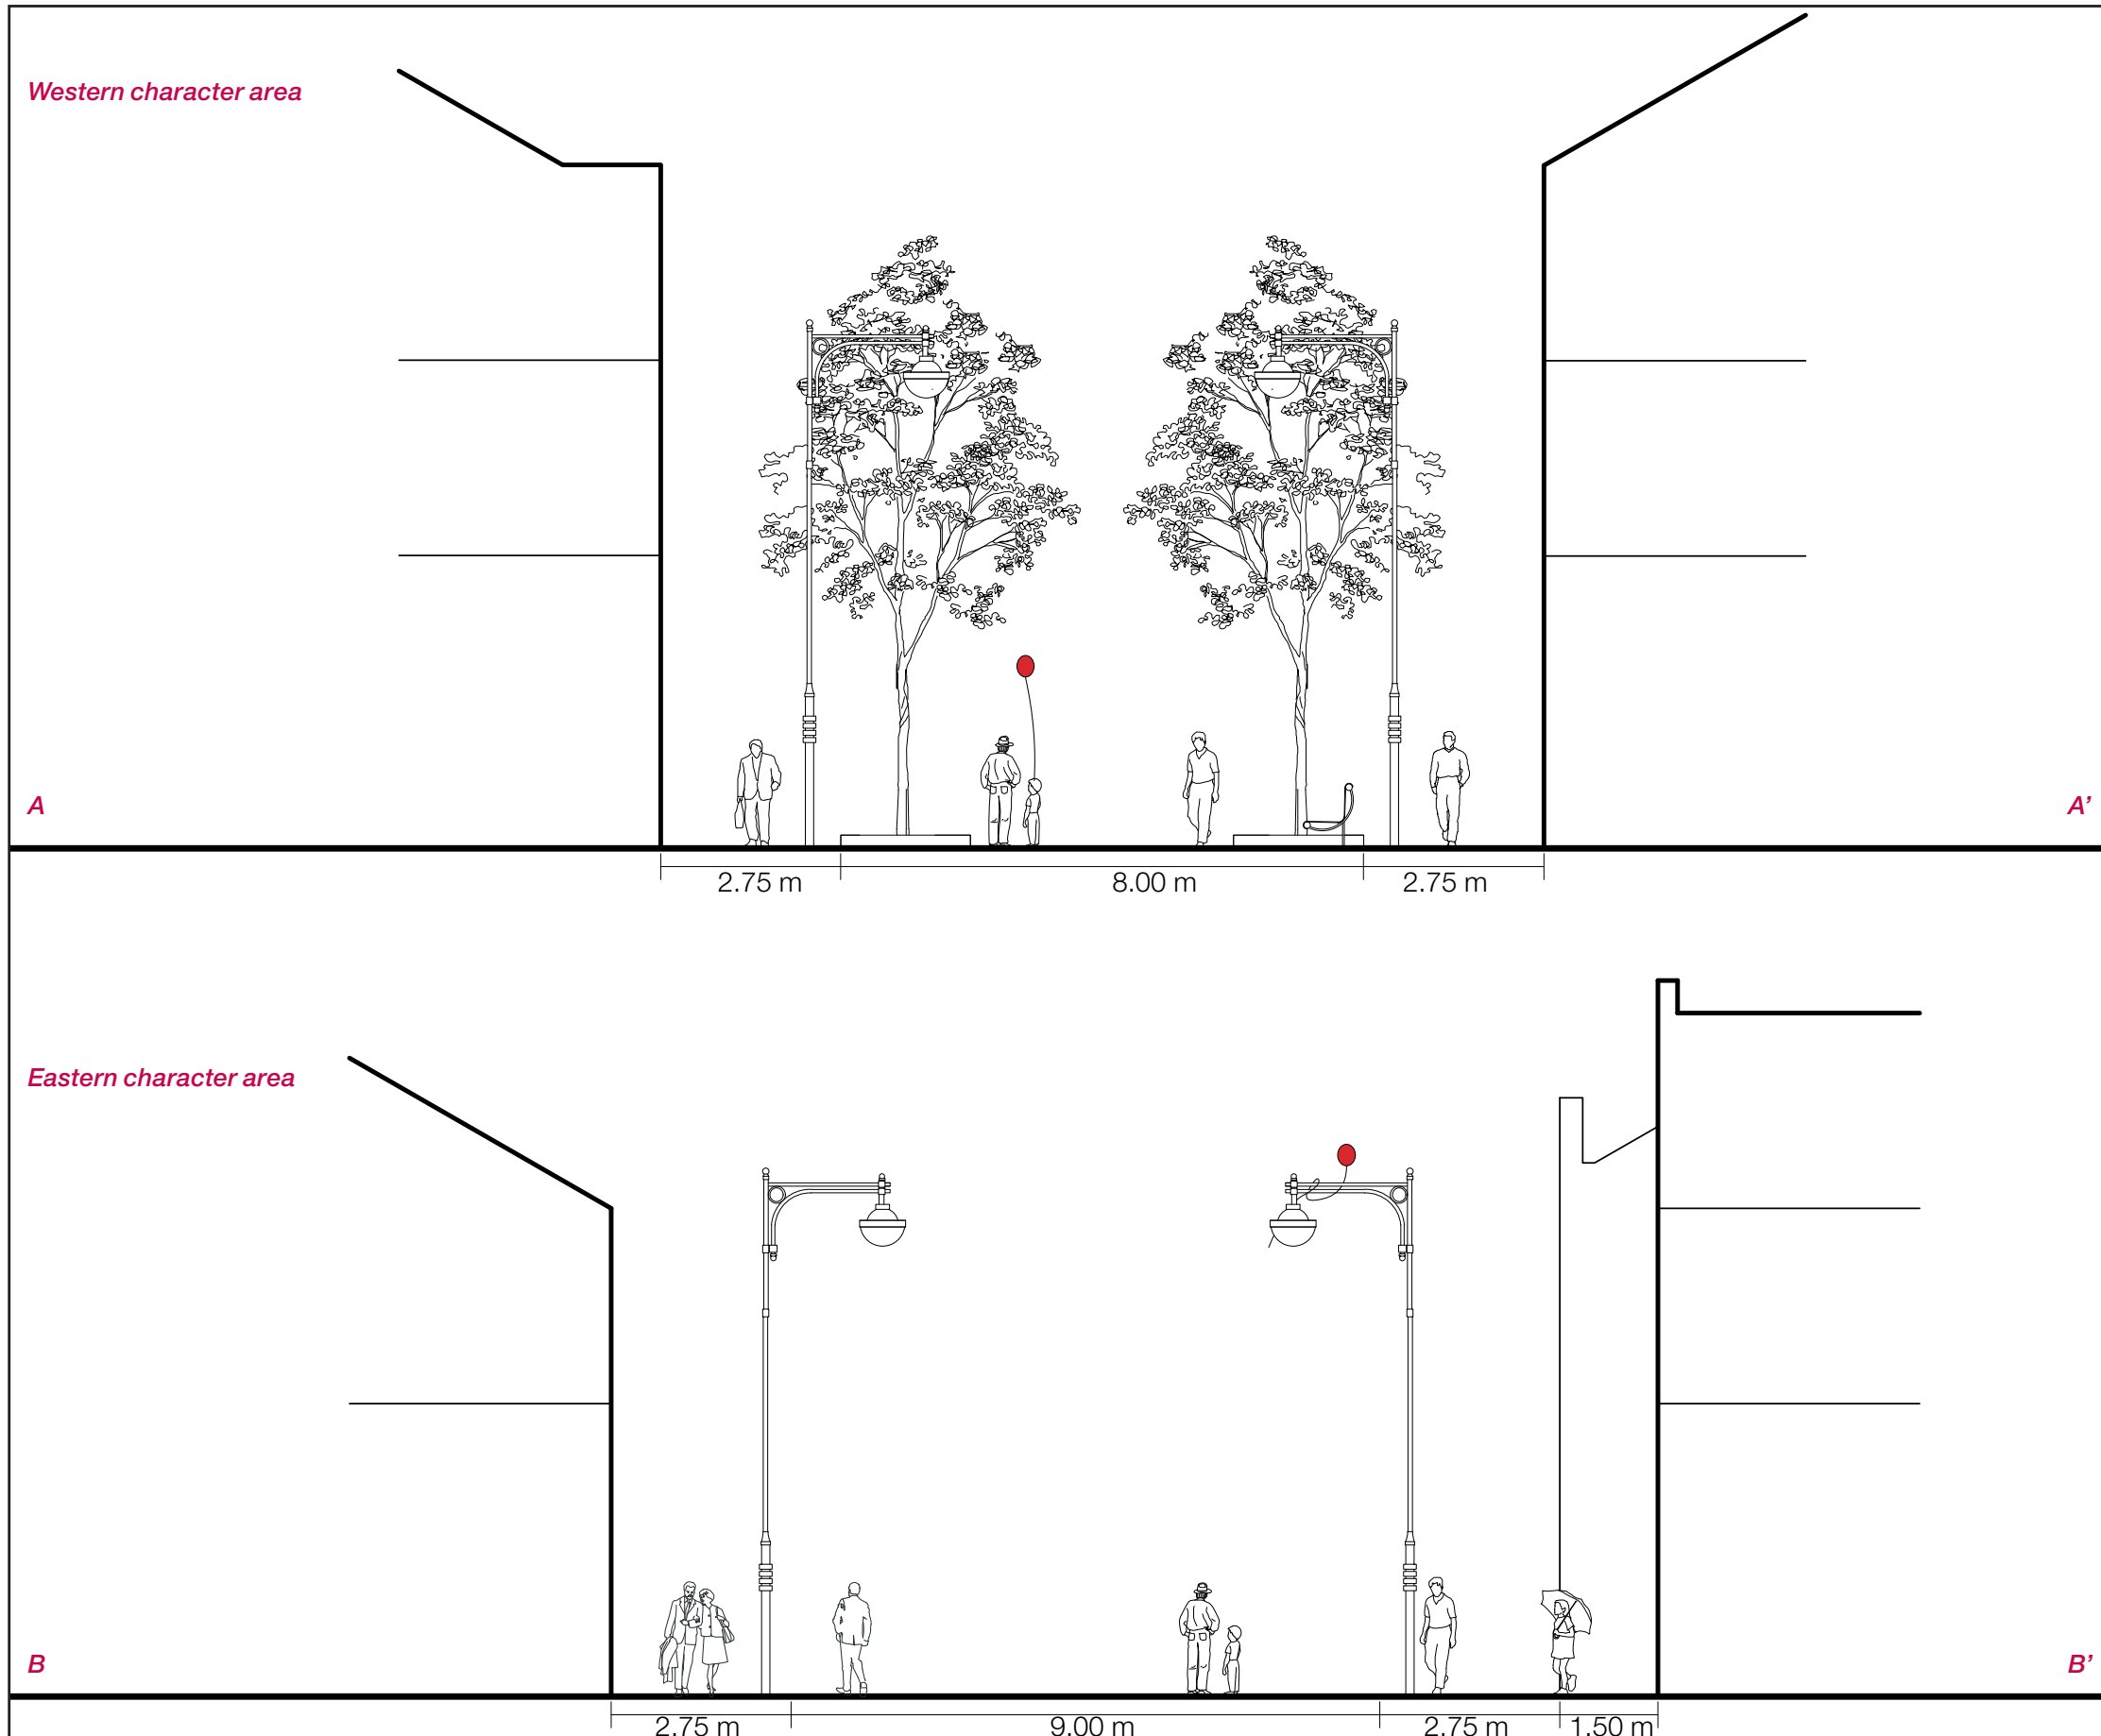 Western character area
A A’
2.75 m 8.00 m 2.75 m
Eastern character area
B B’
2.75 m 9.00 m 2.75 m 1.50 m